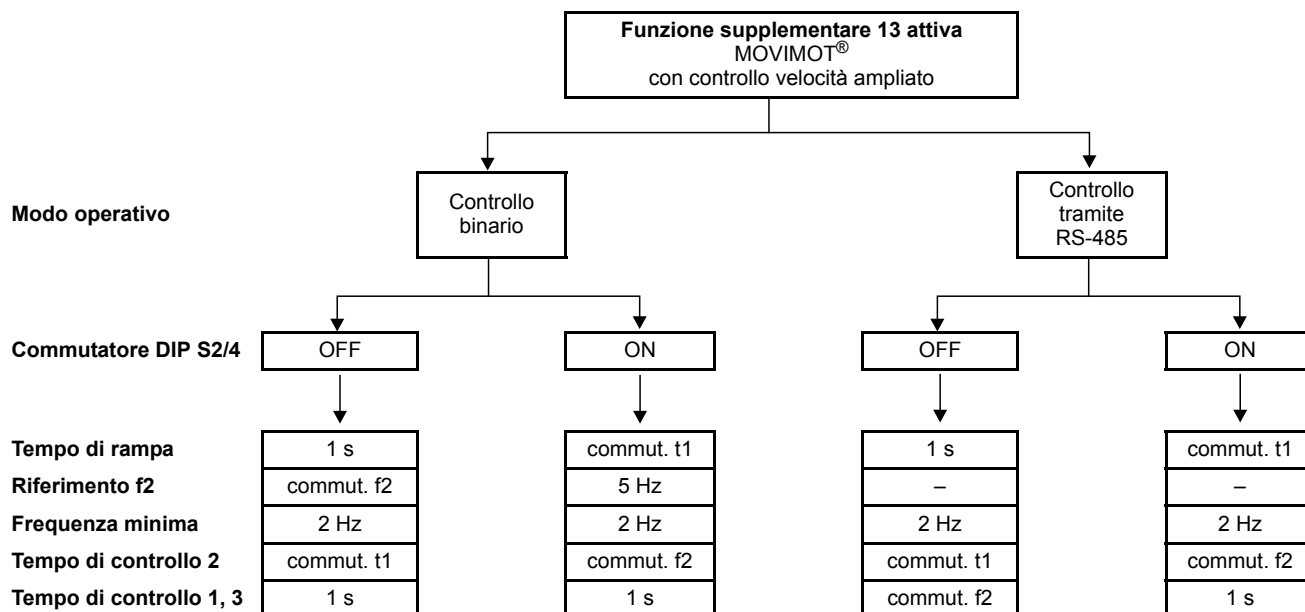 Funzione supplementare 13 attiva
MOVIMOT®
con controllo velocità ampliato
Modo operativo
Controllo
binario
Controllo
tramite
RS-485
Commutatore DIP S2/4 OFF ON OFF ON
Tempo di rampa 1 s commut. t1 1 s commut. t1
Riferimento f2 commut. f2 5 Hz – –
Frequenza minima 2 Hz 2 Hz 2 Hz 2 Hz
Tempo di controllo 2 commut. t1 commut. f2 commut. t1 commut. f2
Tempo di controllo 1, 3 1 s 1 s commut. f2 1 s